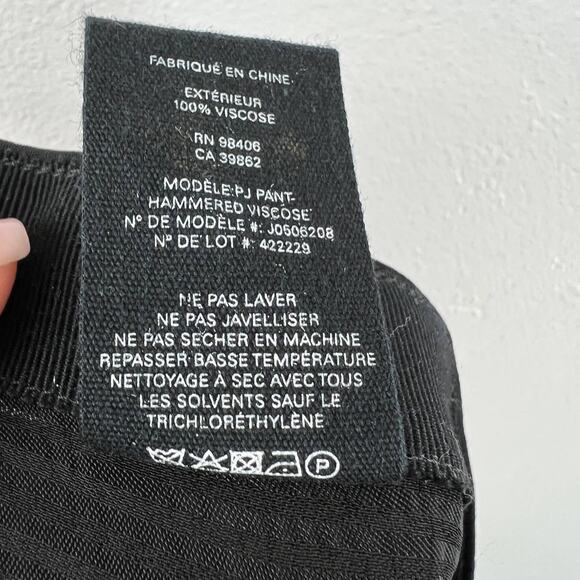 FABRIQUÉ EN CHINE
EXTÉRIEUR
100% VISCOSE
RN 98406
CA 39862
MODÈLE:PJ PANT-
HAMMERED VISCOSE
Nº DE MODÈLE #: J0506208
Nº DE LOT #: 422229
NE PAS LAVER
NE PAS JAVELLISER
NE PAS SECHER EN MACHINE
REPASSER BASSE TEMPÉRATURE
NETTOYAGE À SEC AVEC TOUS
LES SOLVENTS SAUF LE
TRICHLORÉTHYLÈNE
P